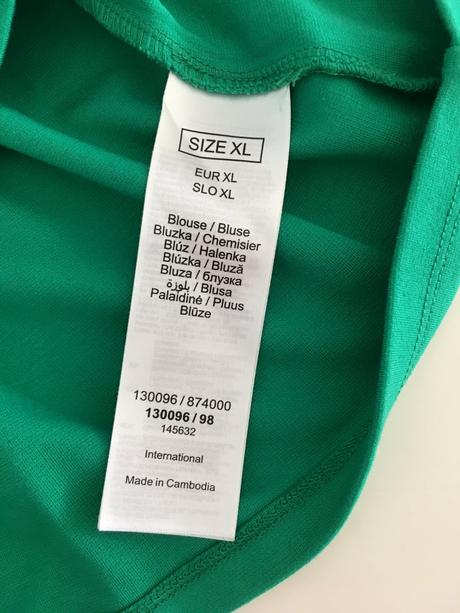 SIZE XL
EUR XL
SLO XL
Blouse / Bluse
Bluzka / Chemisier
Blúz / Halenka
Blúzka / Bluză
Bluza / блузка
بلوزة / Blusa
Palaidinė / Pluus
Blūze
130096 / 874000
130096 / 98
145632
International
Made in Cambodia